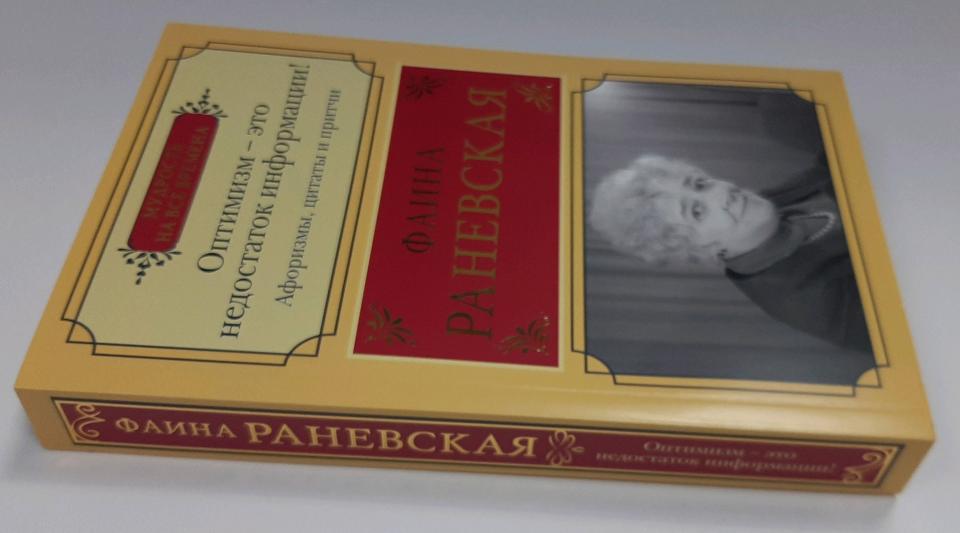 ФАИНА
РАНЕВСКАЯ
МУДРОСТЬ
НА ВСЕ ВРЕМЕНА
Оптимизм – это
недостаток информации!
Афоризмы, цитаты и притчи
ФАИНА РАНЕВСКАЯ
Оптимизм – это
недостаток информации!